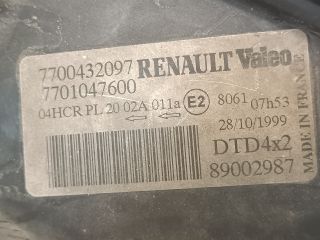 7700432097 RENAULT Valeo
7701047600
04HCR PL 20 02A 011a E2 8061 07h53
28/10/1999
DTD4x2
89002987
MADE IN FRANCE